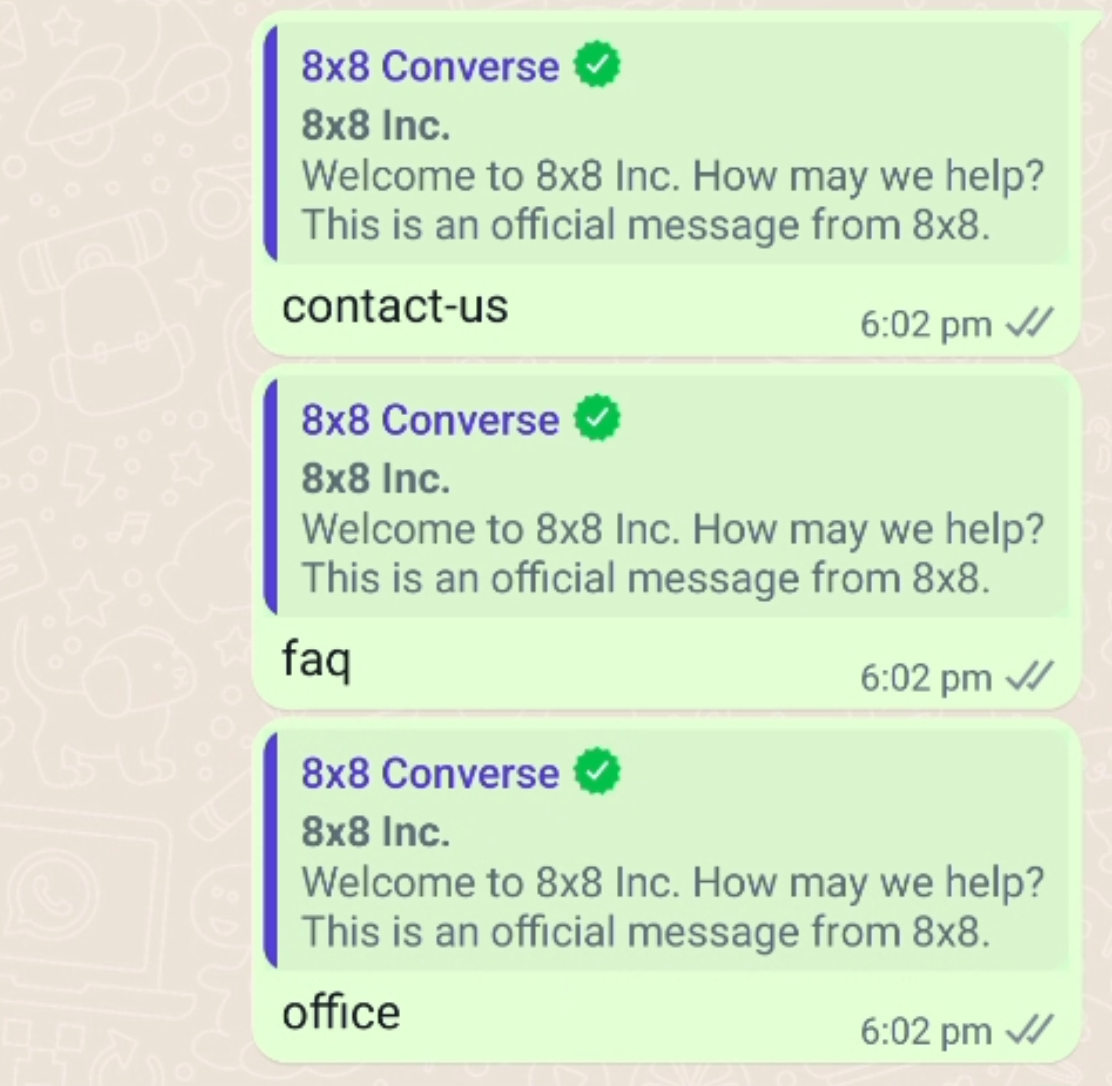 8x8 Converse
8x8 Inc.
Welcome to 8x8 Inc. How may we help?
This is an official message from 8x8.
contact-us
6:02 pm
8x8 Converse
8x8 Inc.
Welcome to 8x8 Inc. How may we help?
This is an official message from 8x8.
faq
6:02 pm
8x8 Converse
8x8 Inc.
Welcome to 8x8 Inc. How may we help?
This is an official message from 8x8.
office
6:02 pm